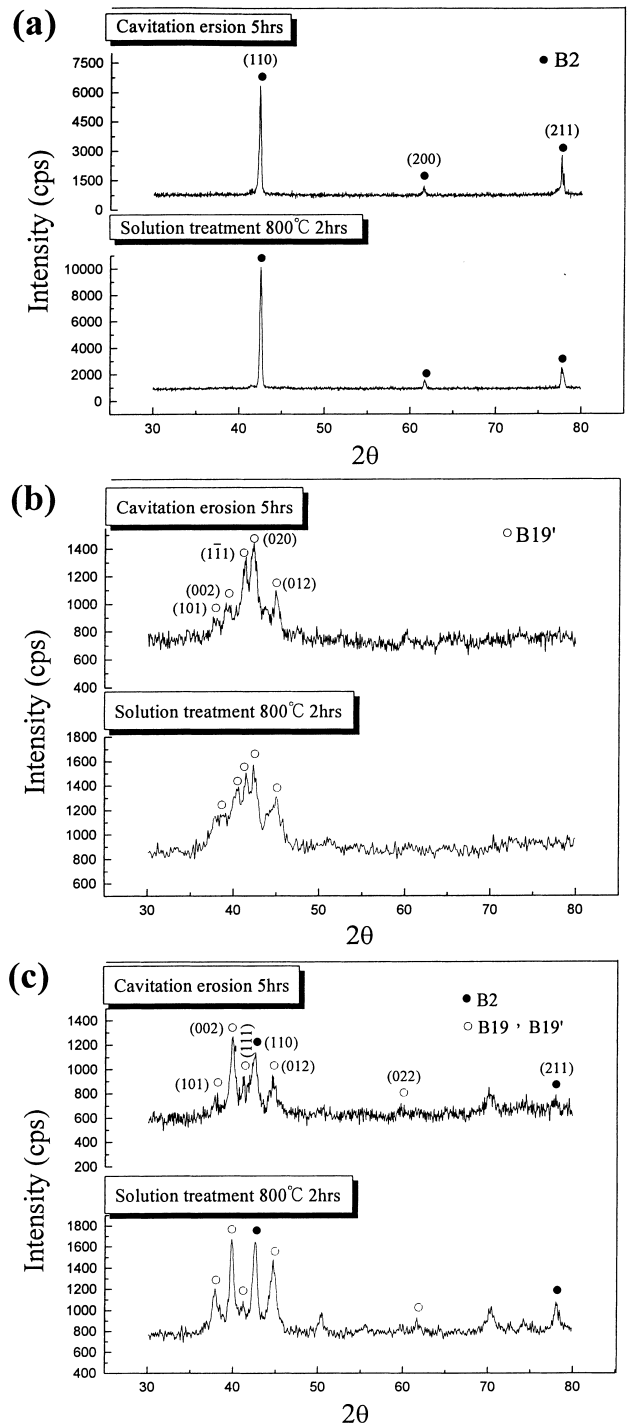 (a)
Cavitation ersion 5hrs
7500
6000
4500
3000
1500
0
(110)
(200)
(211)
B2
Intensity (cps)
Solution treatment 800℃ 2hrs
10000
8000
6000
4000
2000
0
30 40 50 60 70 80
2θ
(b)
Cavitation erosion 5hrs
1400
1200
1000
800
600
400
(101)
(002)
(11̄1)
(020)
(012)
B19'
Intensity (cps)
Solution treatment 800℃ 2hrs
1800
1600
1400
1200
1000
800
600
30 40 50 60 70 80
2θ
(c)
Cavitation erosion 5hrs
1400
1200
1000
800
600
400
200
(101)
(002)
(111)
(110)
(012)
(022)
(211)
B2
B19 , B19'
Intensity (cps)
Solution treatment 800℃ 2hrs
1800
1600
1400
1200
1000
800
600
400
30 40 50 60 70 80
2θ